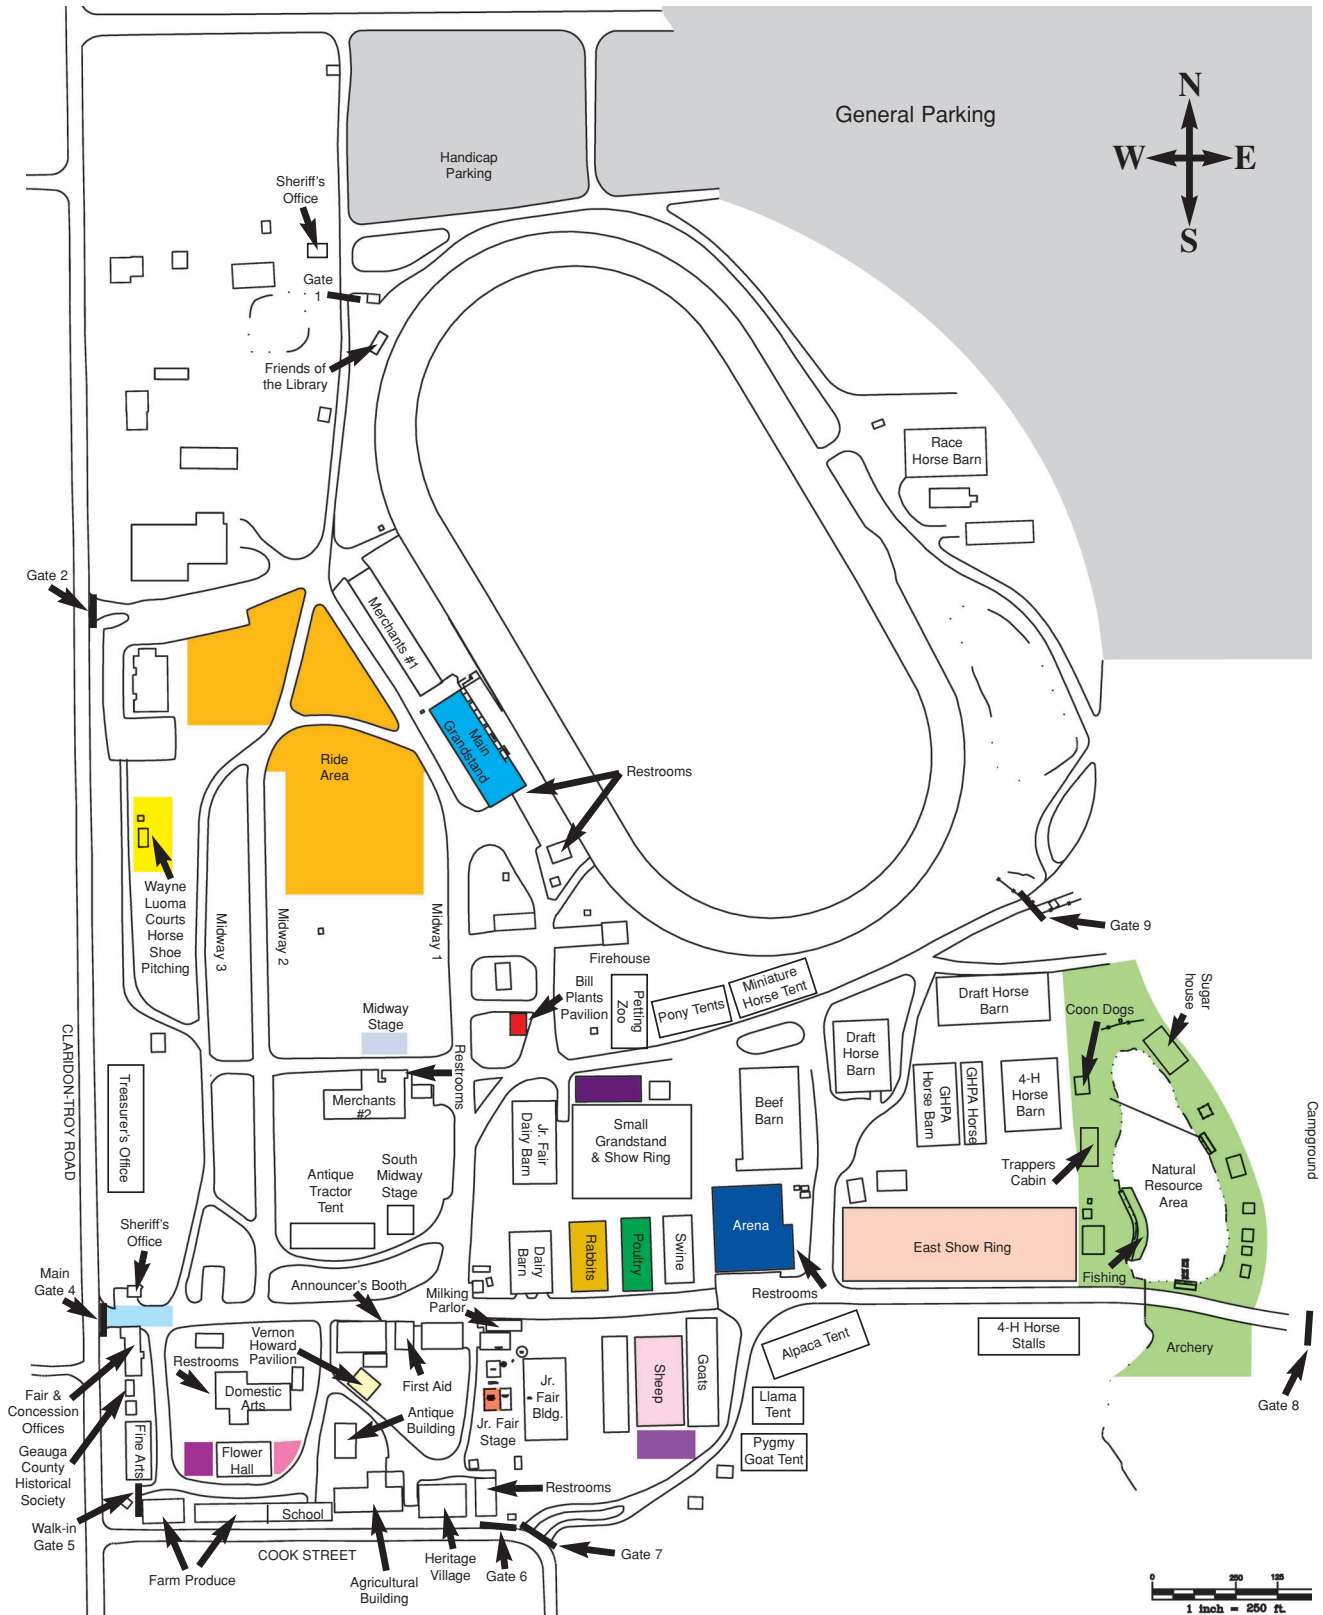 General Parking
N
W
E
S
Handicap
Parking
Sheriff's
Office
Gate
1
Friends of
the Library
Race
Horse Barn
Gate 2
Merchants #1
Main
Grandstand
Ride
Area
Restrooms
Wayne
Luoma
Courts
Horse
Shoe
Pitching
Midway 3
Midway 2
Midway 1
Gate 9
Firehouse
Bill
Plants
Pavilion
Petting
Zoo
Pony Tents
Miniature
Horse Tent
Draft Horse
Barn
Sugar
house
Coon Dogs
Midway
Stage
CLARIDON-TROY ROAD
Restrooms
Draft
Horse
Barn
Treasurer's Office
Merchants
#2
Jr. Fair
Dairy Barn
Small
Grandstand
& Show Ring
Beef
Barn
GHPA
Horse Barn
GHPA Horse
4-H
Horse
Barn
Campground
Trappers
Cabin
Natural
Resource
Area
Antique
Tractor
Tent
South
Midway
Stage
Sheriff's
Office
Dairy
Barn
Rabbits
Poultry
Swine
Arena
East Show Ring
Fishing
Main
Gate 4
Announcer's Booth
Milking
Parlor
Restrooms
Vernon
Howard
Pavilion
Restrooms
Domestic
Arts
First Aid
Alpaca Tent
4-H Horse
Stalls
Archery
Fair &
Concession
Offices
Antique
Building
Jr.
Fair
Bldg.
Jr. Fair
Stage
Sheep
Goats
Llama
Tent
Gate 8
Geauga
County
Historical
Society
Fine Arts
Flower
Hall
Pygmy
Goat Tent
Restrooms
Walk-in
Gate 5
School
COOK STREET
Farm Produce
Agricultural
Building
Heritage
Village
Gate 6
Gate 7
0 250 125
1 inch = 250 ft.